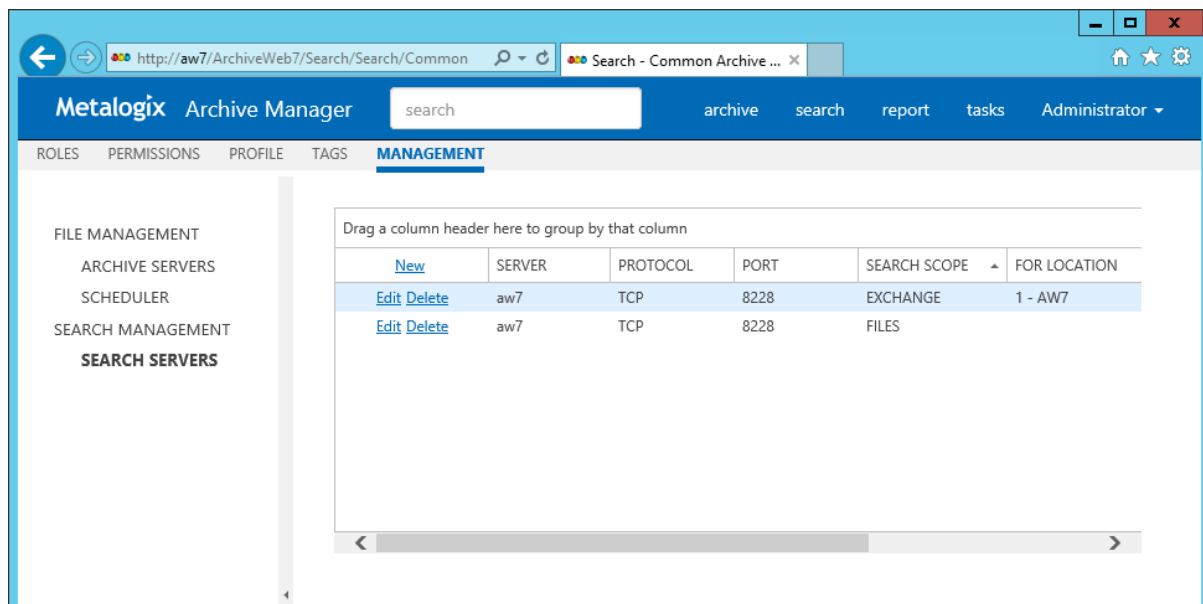 http://aw7/ArchiveWeb7/Search/Search/Common
Search - Common Archive ...
Metalogix Archive Manager
search
archive search report tasks Administrator
ROLES PERMISSIONS PROFILE TAGS MANAGEMENT
FILE MANAGEMENT
ARCHIVE SERVERS
SCHEDULER
SEARCH MANAGEMENT
SEARCH SERVERS
Drag a column header here to group by that column
New SERVER PROTOCOL PORT SEARCH SCOPE FOR LOCATION
Edit Delete aw7 TCP 8228 EXCHANGE 1 - AW7
Edit Delete aw7 TCP 8228 FILES